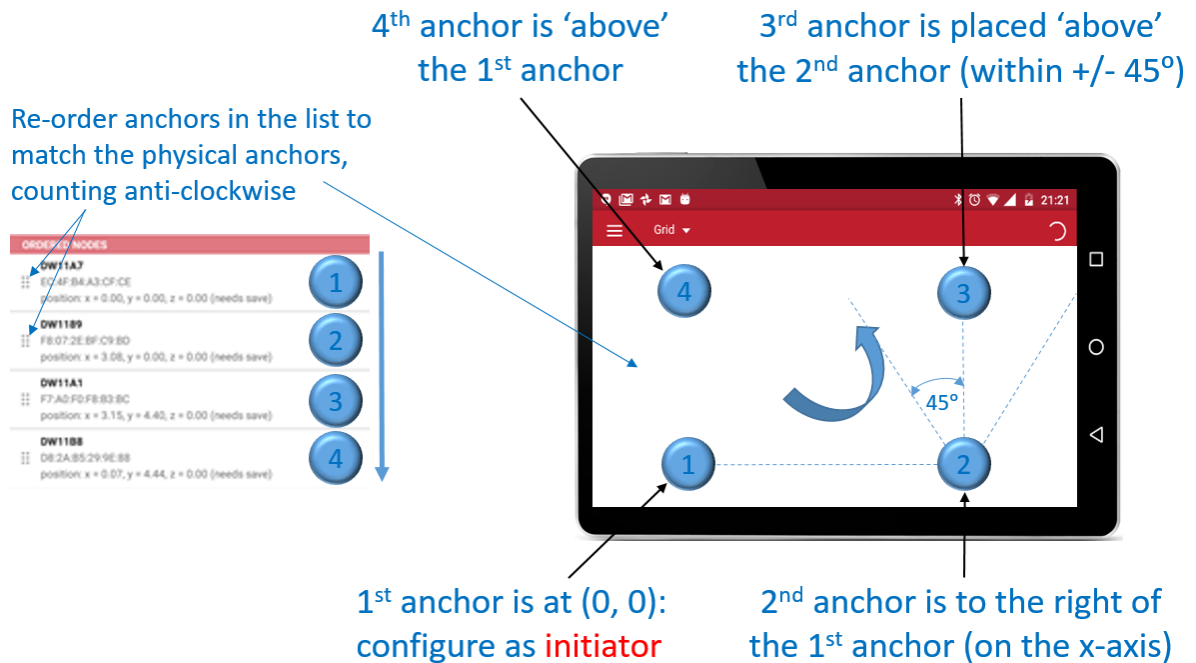 4th anchor is ‘above’
the 1st anchor
3rd anchor is placed ‘above’
the 2nd anchor (within +/- 45°)
Re-order anchors in the list to
match the physical anchors,
counting anti-clockwise
ORDERED NODES
DW11A7
EC:4F:B4:A3:CF:CE
position: x = 0.00, y = 0.00, z = 0.00 (needs save)
1
DW1189
F8:07:2E:BF:C9:BD
position: x = 3.08, y = 0.00, z = 0.00 (needs save)
2
DW11A1
F7:A0:F0:F8:B3:BC
position: x = 3.15, y = 4.40, z = 0.00 (needs save)
3
DW11B8
D8:2A:B5:29:9E:88
position: x = 0.07, y = 4.44, z = 0.00 (needs save)
4
21:21
Grid
4
3
45°
1
2
1st anchor is at (0, 0):
configure as initiator
2nd anchor is to the right of
the 1st anchor (on the x-axis)